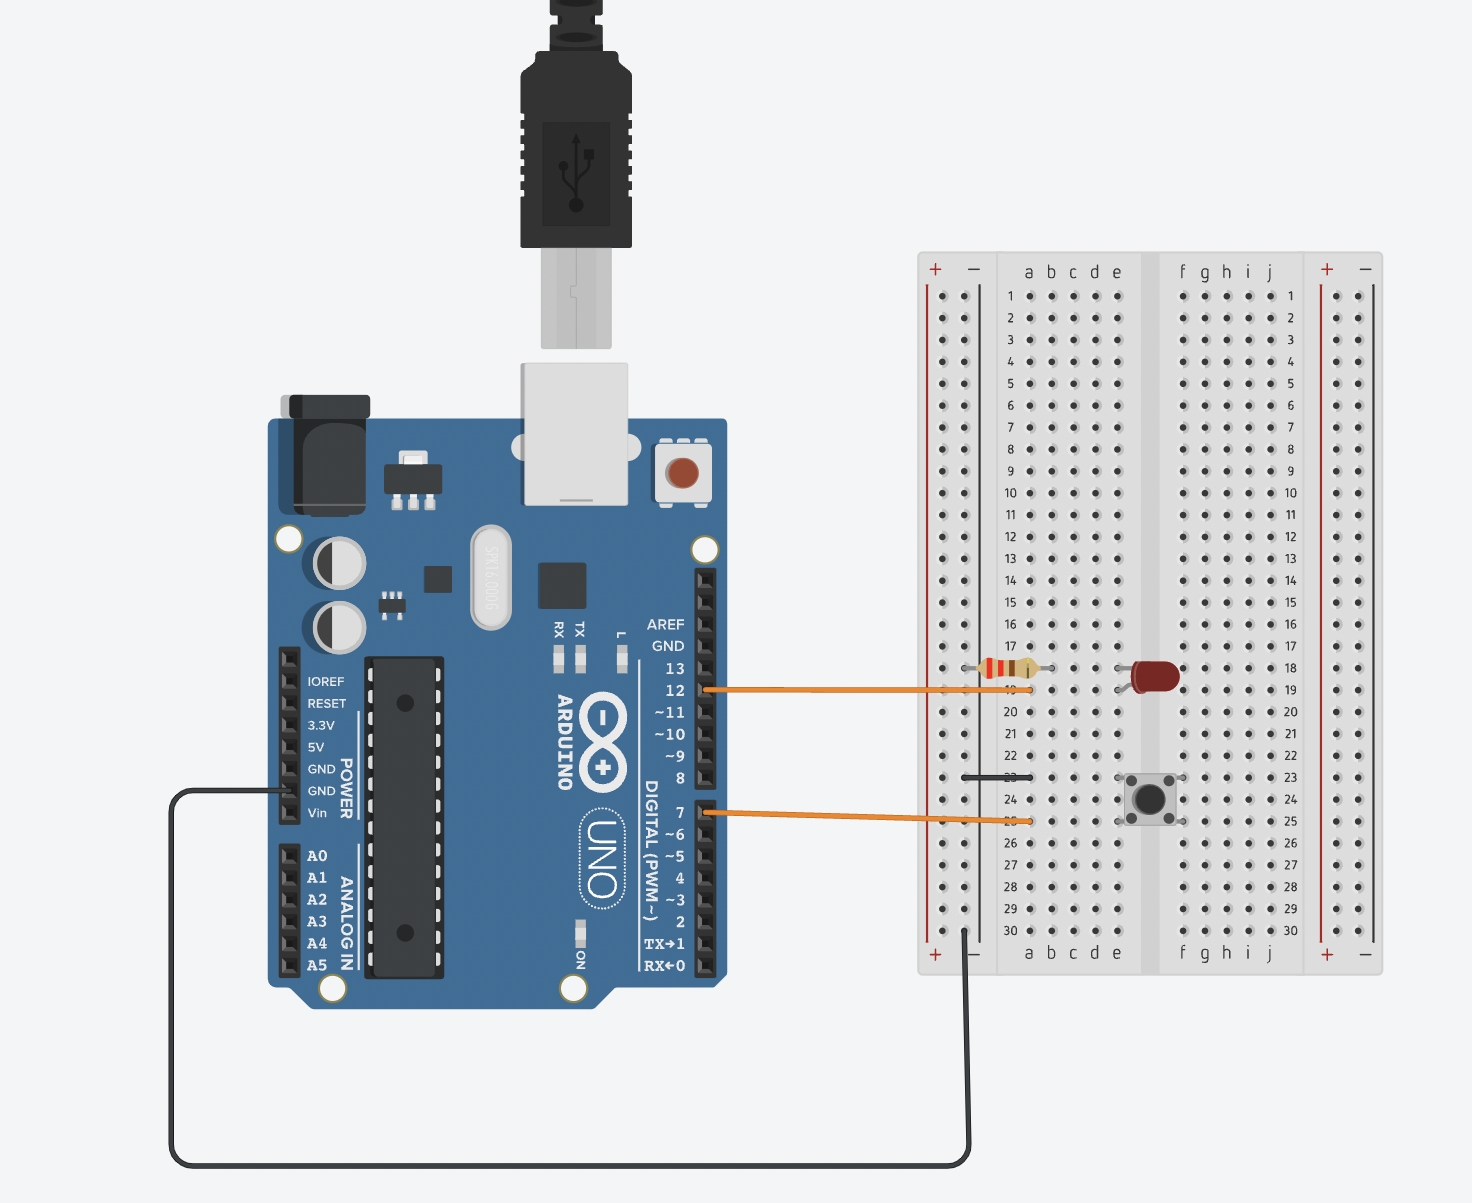 + − a b c d e f g h i j + −
1 1
2 2
3 3
4 4
5 5
6 6
7 7
8 8
9 9
10 10
11 11
12 12
13 13
14 14
15 15
16 16
17 17
18 18
19 19
20 20
21 21
22 22
23 23
24 24
25 25
26 26
27 27
28 28
29 29
30 30
+ − a b c d e f g h i j + −
SPK16.000G
RX TX L
AREF
GND
13
12
~11
~10
~9
8
7
~6
~5
4
~3
2
TX→1
RX←0
DIGITAL (PWM~)
ARDUINO
UNO
ON
IOREF
RESET
3.3V
5V
GND
GND
Vin
POWER
A0
A1
A2
A3
A4
A5
ANALOG IN